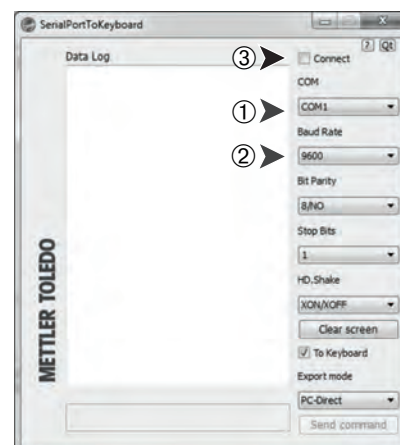 SerialPortToKeyboard
? Qt
Data Log
③ Connect
COM
① COM1
Baud Rate
② 9600
Bit Parity
8/NO
Stop Bits
1
HD.Shake
XON/XOFF
Clear screen
To Keyboard
Export mode
PC-Direct
Send command
METTLER TOLEDO